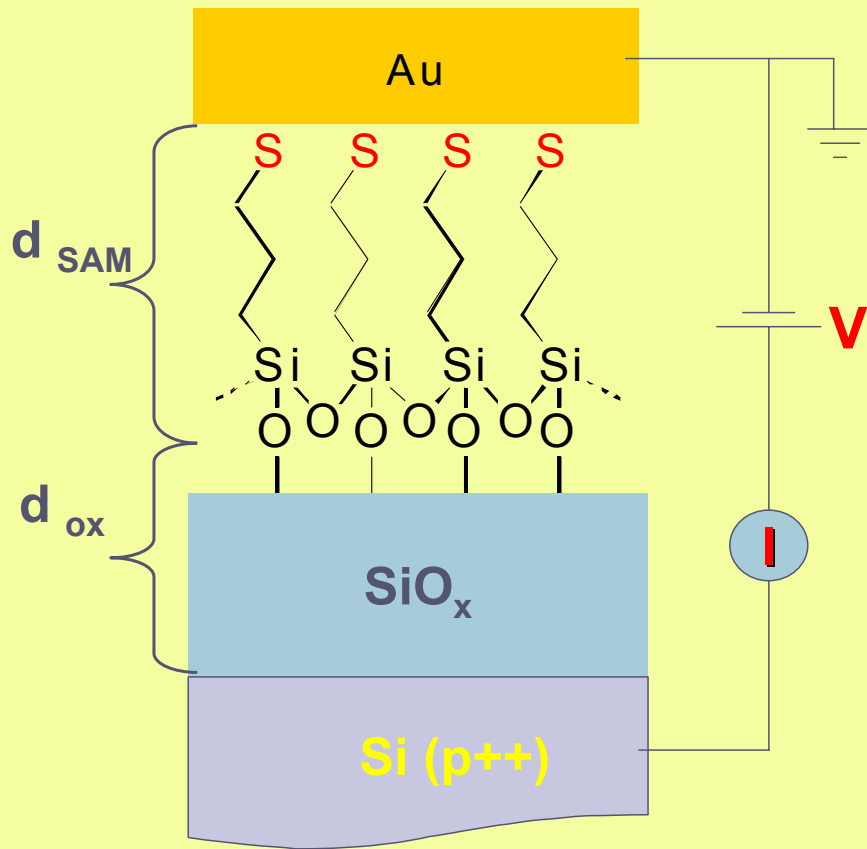 Au
S S S S
d SAM
Si Si Si Si
O O O
O O O O
V
d ox
I
SiOx
Si (p++)